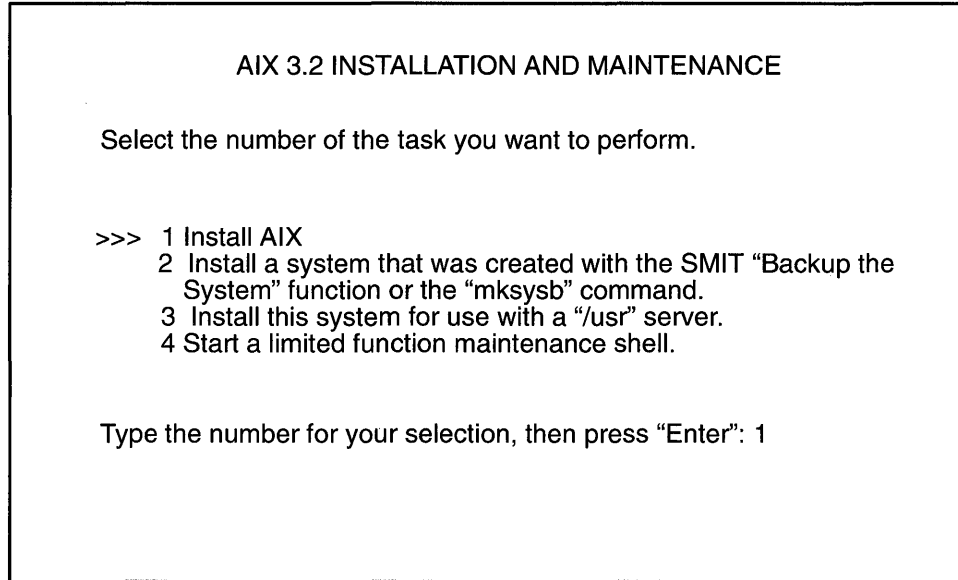 AIX 3.2 INSTALLATION AND MAINTENANCE
Select the number of the task you want to perform.
>>> 1 Install AIX
2 Install a system that was created with the SMIT “Backup the
System” function or the “mksysb” command.
3 Install this system for use with a “/usr” server.
4 Start a limited function maintenance shell.
Type the number for your selection, then press “Enter”: 1